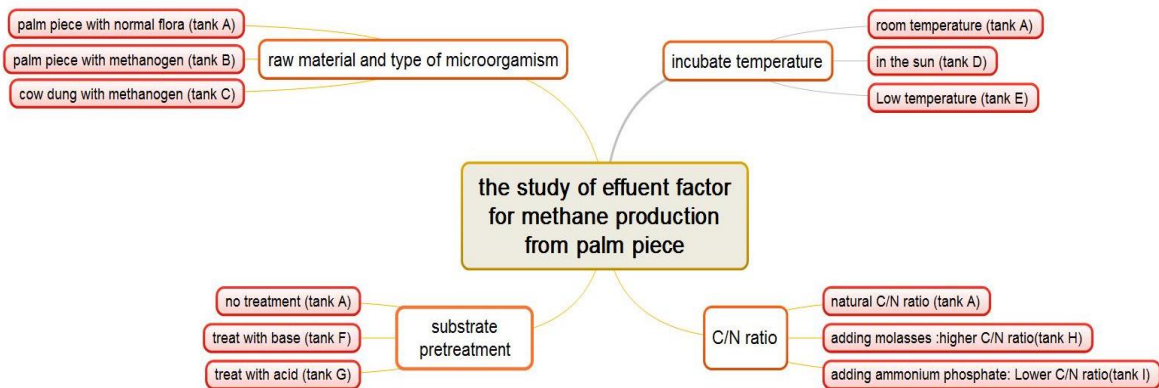 palm piece with normal flora (tank A)
palm piece with methanogen (tank B)
cow dung with methanogen (tank C)
raw material and type of microorgamism
room temperature (tank A)
in the sun (tank D)
Low temperature (tank E)
incubate temperature
the study of effuent factor
for methane production
from palm piece
no treatment (tank A)
treat with base (tank F)
treat with acid (tank G)
substrate
pretreatment
C/N ratio
natural C/N ratio (tank A)
adding molasses :higher C/N ratio(tank H)
adding ammonium phosphate: Lower C/N ratio(tank I)